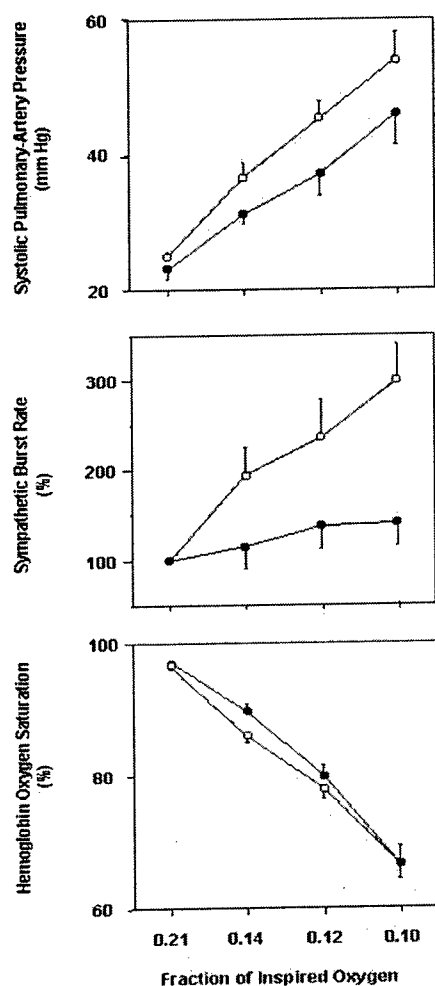 Systolic Pulmonary-Artery Pressure
(mm Hg)
60
40
20
Sympathetic Burst Rate
(%)
300
200
100
Hemoglobin Oxygen Saturation
(%)
100
80
60
0.21 0.14 0.12 0.10
Fraction of Inspired Oxygen